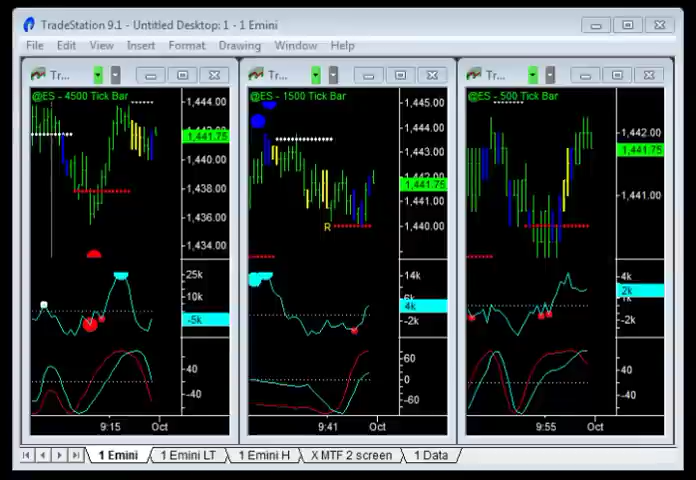 TradeStation 9.1 - Untitled Desktop: 1 - 1 Emini
File Edit View Insert Format Drawing Window Help
Tr...
@ES - 4500 Tick Bar
1,444.00
1,441.75
1,440.00
1,438.00
1,436.00
1,434.00
25k
10k
-5k
40
-40
9:15 Oct
Tr...
@ES - 1500 Tick Bar
1,445.00
1,444.00
1,443.00
1,442.00
1,441.75
1,440.00
R
14k
4k
-2k
60
0
-60
9:41 Oct
Tr...
@ES - 500 Tick Bar
1,442.00
1,441.75
1,441.00
4k
2k
-2k
40
-40
9:55 Oct
1 Emini 1 Emini LT 1 Emini H X MTF 2 screen 1 Data